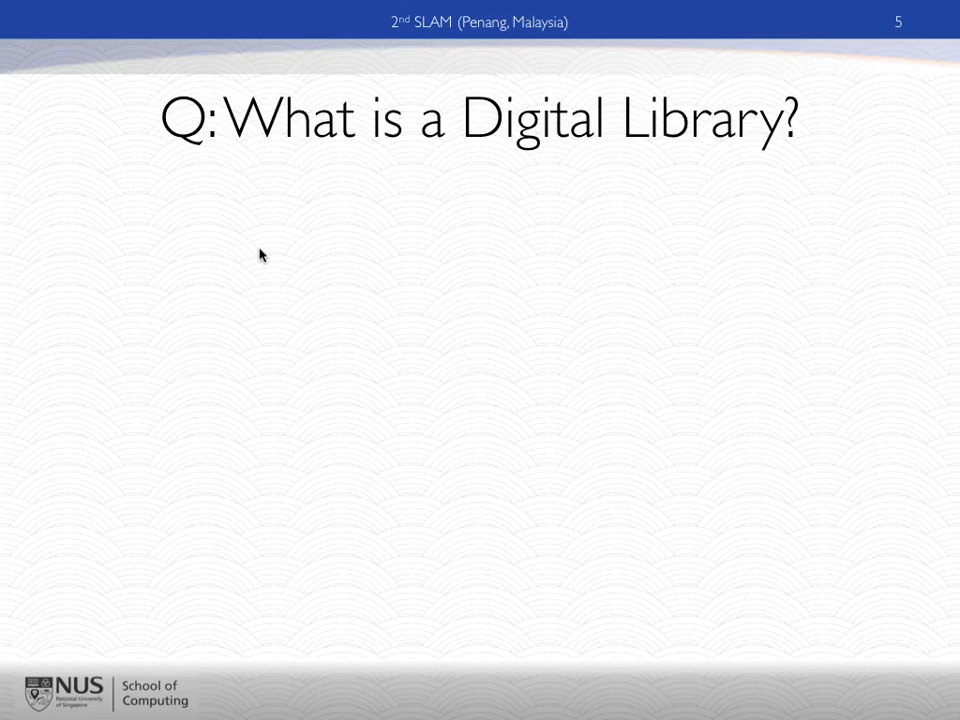 2nd SLAM (Penang, Malaysia) 5
Q: What is a Digital Library?
NUS
National University
of Singapore
School of
Computing